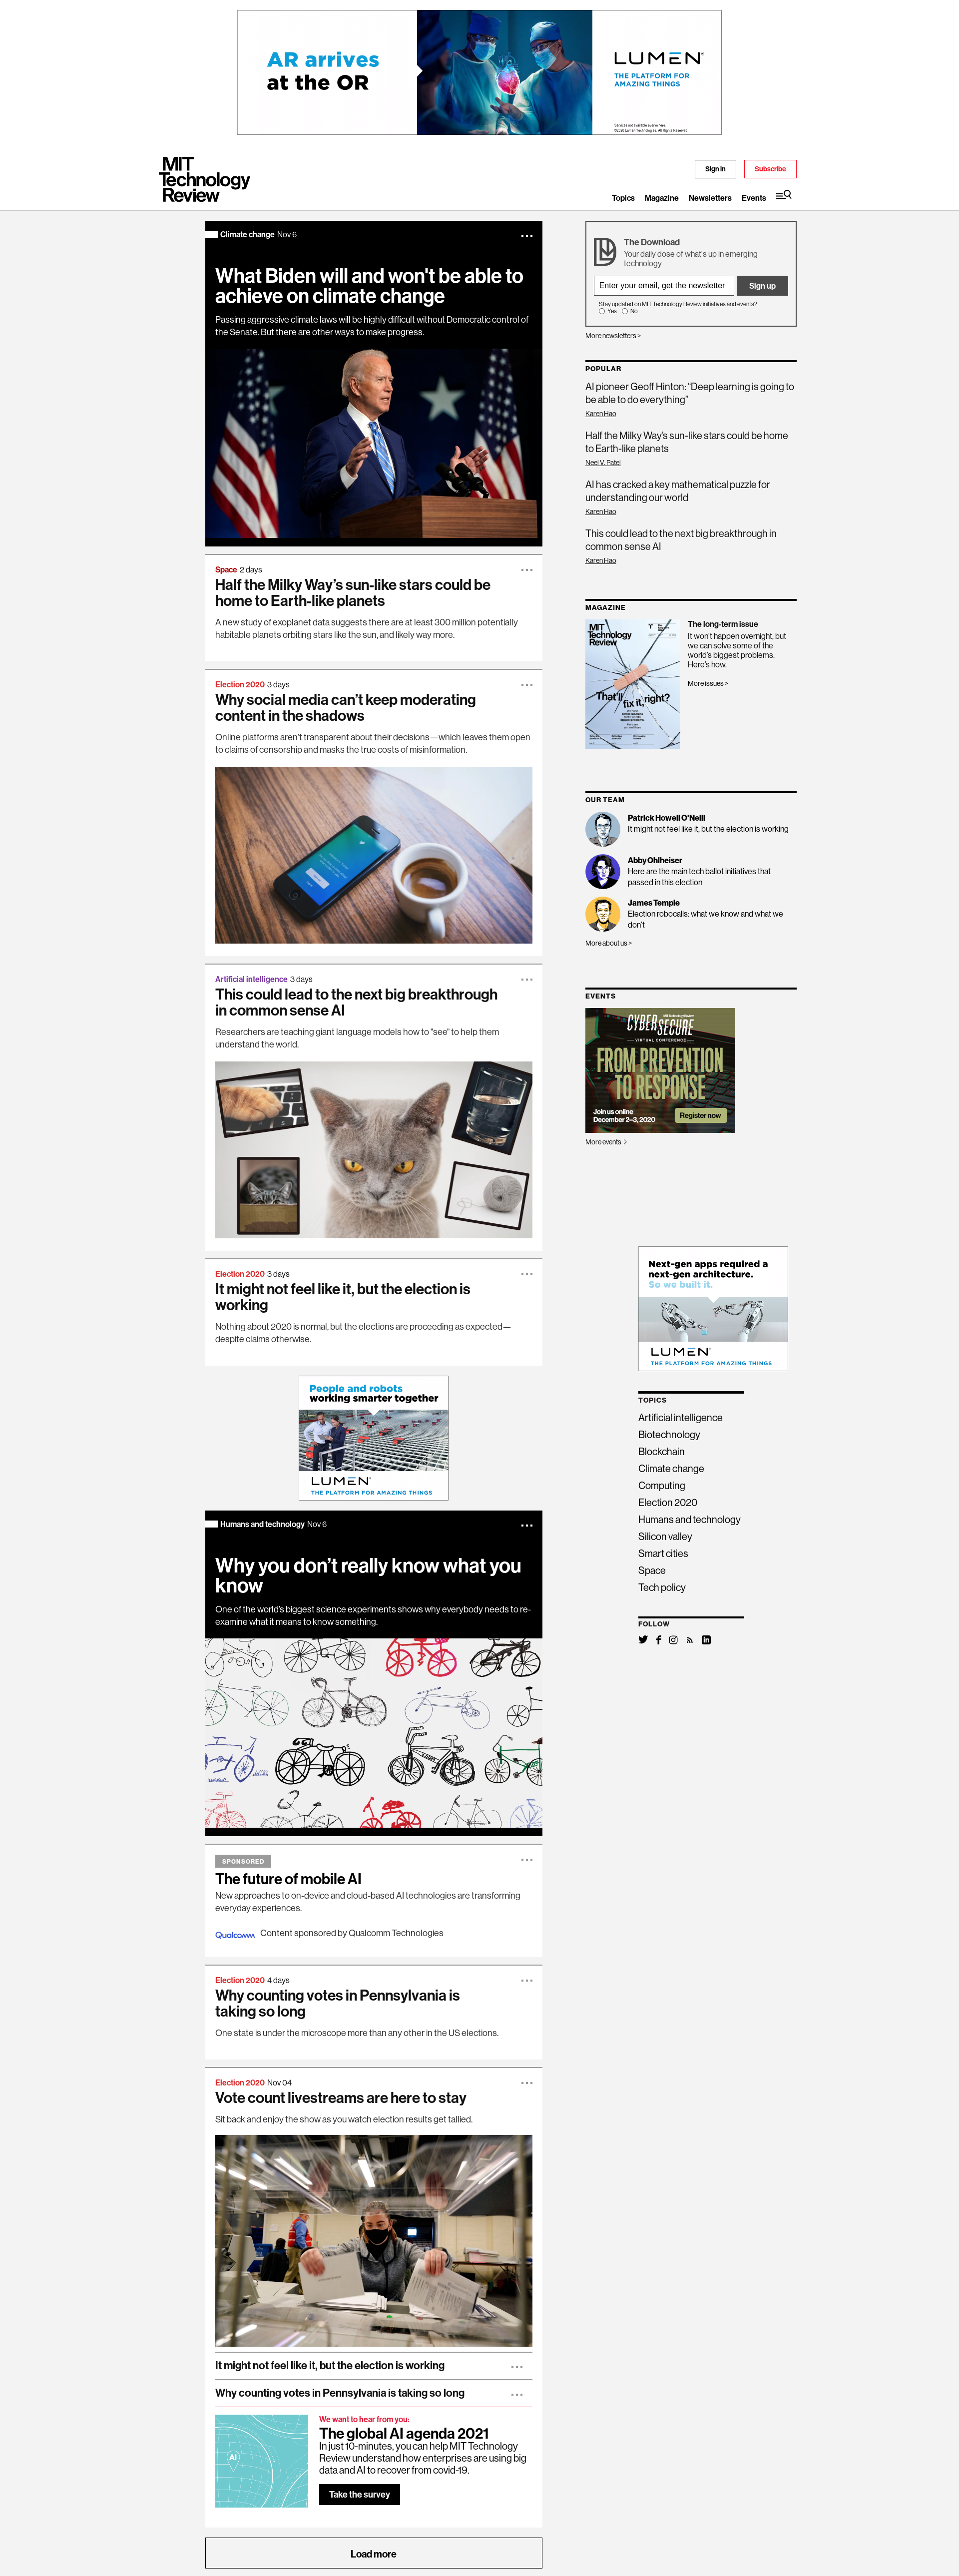 AR arrives
at the OR
LUMEN®
THE PLATFORM FOR
AMAZING THINGS
Services not available everywhere.
©2020 Lumen Technologies. All Rights Reserved.
MIT
Technology
Review
Sign in
Subscribe
Topics
Magazine
Newsletters
Events
Climate change Nov 6
What Biden will and won't be able to
achieve on climate change
Passing aggressive climate laws will be highly difficult without Democratic control of
the Senate. But there are other ways to make progress.
Space 2 days
Half the Milky Way’s sun-like stars could be
home to Earth-like planets
A new study of exoplanet data suggests there are at least 300 million potentially
habitable planets orbiting stars like the sun, and likely way more.
Election 2020 3 days
Why social media can’t keep moderating
content in the shadows
Online platforms aren’t transparent about their decisions—which leaves them open
to claims of censorship and masks the true costs of misinformation.
Artificial intelligence 3 days
This could lead to the next big breakthrough
in common sense AI
Researchers are teaching giant language models how to "see" to help them
understand the world.
Election 2020 3 days
It might not feel like it, but the election is
working
Nothing about 2020 is normal, but the elections are proceeding as expected—
despite claims otherwise.
People and robots
working smarter together
LUMEN®
THE PLATFORM FOR AMAZING THINGS
Humans and technology Nov 6
Why you don’t really know what you
know
One of the world’s biggest science experiments shows why everybody needs to re-
examine what it means to know something.
SPONSORED
The future of mobile AI
New approaches to on-device and cloud-based AI technologies are transforming
everyday experiences.
Qualcomm
Content sponsored by Qualcomm Technologies
Election 2020 4 days
Why counting votes in Pennsylvania is
taking so long
One state is under the microscope more than any other in the US elections.
Election 2020 Nov 04
Vote count livestreams are here to stay
Sit back and enjoy the show as you watch election results get tallied.
It might not feel like it, but the election is working
Why counting votes in Pennsylvania is taking so long
AI
We want to hear from you:
The global AI agenda 2021
In just 10-minutes, you can help MIT Technology
Review understand how enterprises are using big
data and AI to recover from covid-19.
Take the survey
Load more
The Download
Your daily dose of what's up in emerging
technology
Enter your email, get the newsletter
Sign up
Stay updated on MIT Technology Review initiatives and events?
Yes
No
More newsletters >
POPULAR
AI pioneer Geoff Hinton: “Deep learning is going to
be able to do everything”
Karen Hao
Half the Milky Way’s sun-like stars could be home
to Earth-like planets
Neel V. Patel
AI has cracked a key mathematical puzzle for
understanding our world
Karen Hao
This could lead to the next big breakthrough in
common sense AI
Karen Hao
MAGAZINE
MIT
Technology
Review
That'll
fix it, right?
The long-term issue
It won’t happen overnight, but
we can solve some of the
world’s biggest problems.
Here’s how.
More issues >
OUR TEAM
Patrick Howell O'Neill
It might not feel like it, but the election is working
Abby Ohlheiser
Here are the main tech ballot initiatives that
passed in this election
James Temple
Election robocalls: what we know and what we
don’t
More about us >
EVENTS
MIT Technology Review
CYBER
SECURE
VIRTUAL CONFERENCE
FROM PREVENTION
TO RESPONSE
Join us online
December 2–3, 2020
Register now
More events >
Next-gen apps required a
next-gen architecture.
So we built it.
LUMEN®
THE PLATFORM FOR AMAZING THINGS
TOPICS
Artificial intelligence
Biotechnology
Blockchain
Climate change
Computing
Election 2020
Humans and technology
Silicon valley
Smart cities
Space
Tech policy
FOLLOW